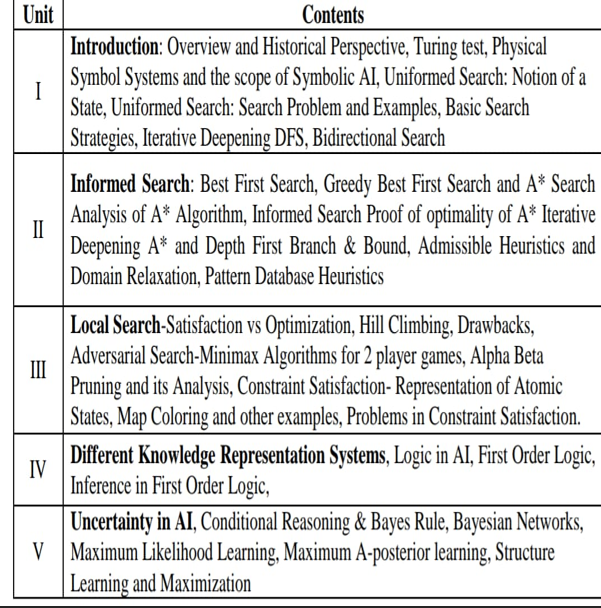 Unit Contents
Introduction: Overview and Historical Perspective, Turing test, Physical
Symbol Systems and the scope of Symbolic AI, Uniformed Search: Notion of a
I State, Uniformed Search: Search Problem and Examples, Basic Search
Strategies, Iterative Deepening DFS, Bidirectional Search
Informed Search: Best First Search, Greedy Best First Search and A* Search
II Analysis of A* Algorithm, Informed Search Proof of optimality of A* Iterative
Deepening A* and Depth First Branch & Bound, Admissible Heuristics and
Domain Relaxation, Pattern Database Heuristics
Local Search-Satisfaction vs Optimization, Hill Climbing, Drawbacks,
Adversarial Search-Minimax Algorithms for 2 player games, Alpha Beta
III Pruning and its Analysis, Constraint Satisfaction- Representation of Atomic
States, Map Coloring and other examples, Problems in Constraint Satisfaction.
IV Different Knowledge Representation Systems, Logic in AI, First Order Logic,
Inference in First Order Logic,
Uncertainty in AI, Conditional Reasoning & Bayes Rule, Bayesian Networks,
V Maximum Likelihood Learning, Maximum A-posterior learning, Structure
Learning and Maximization